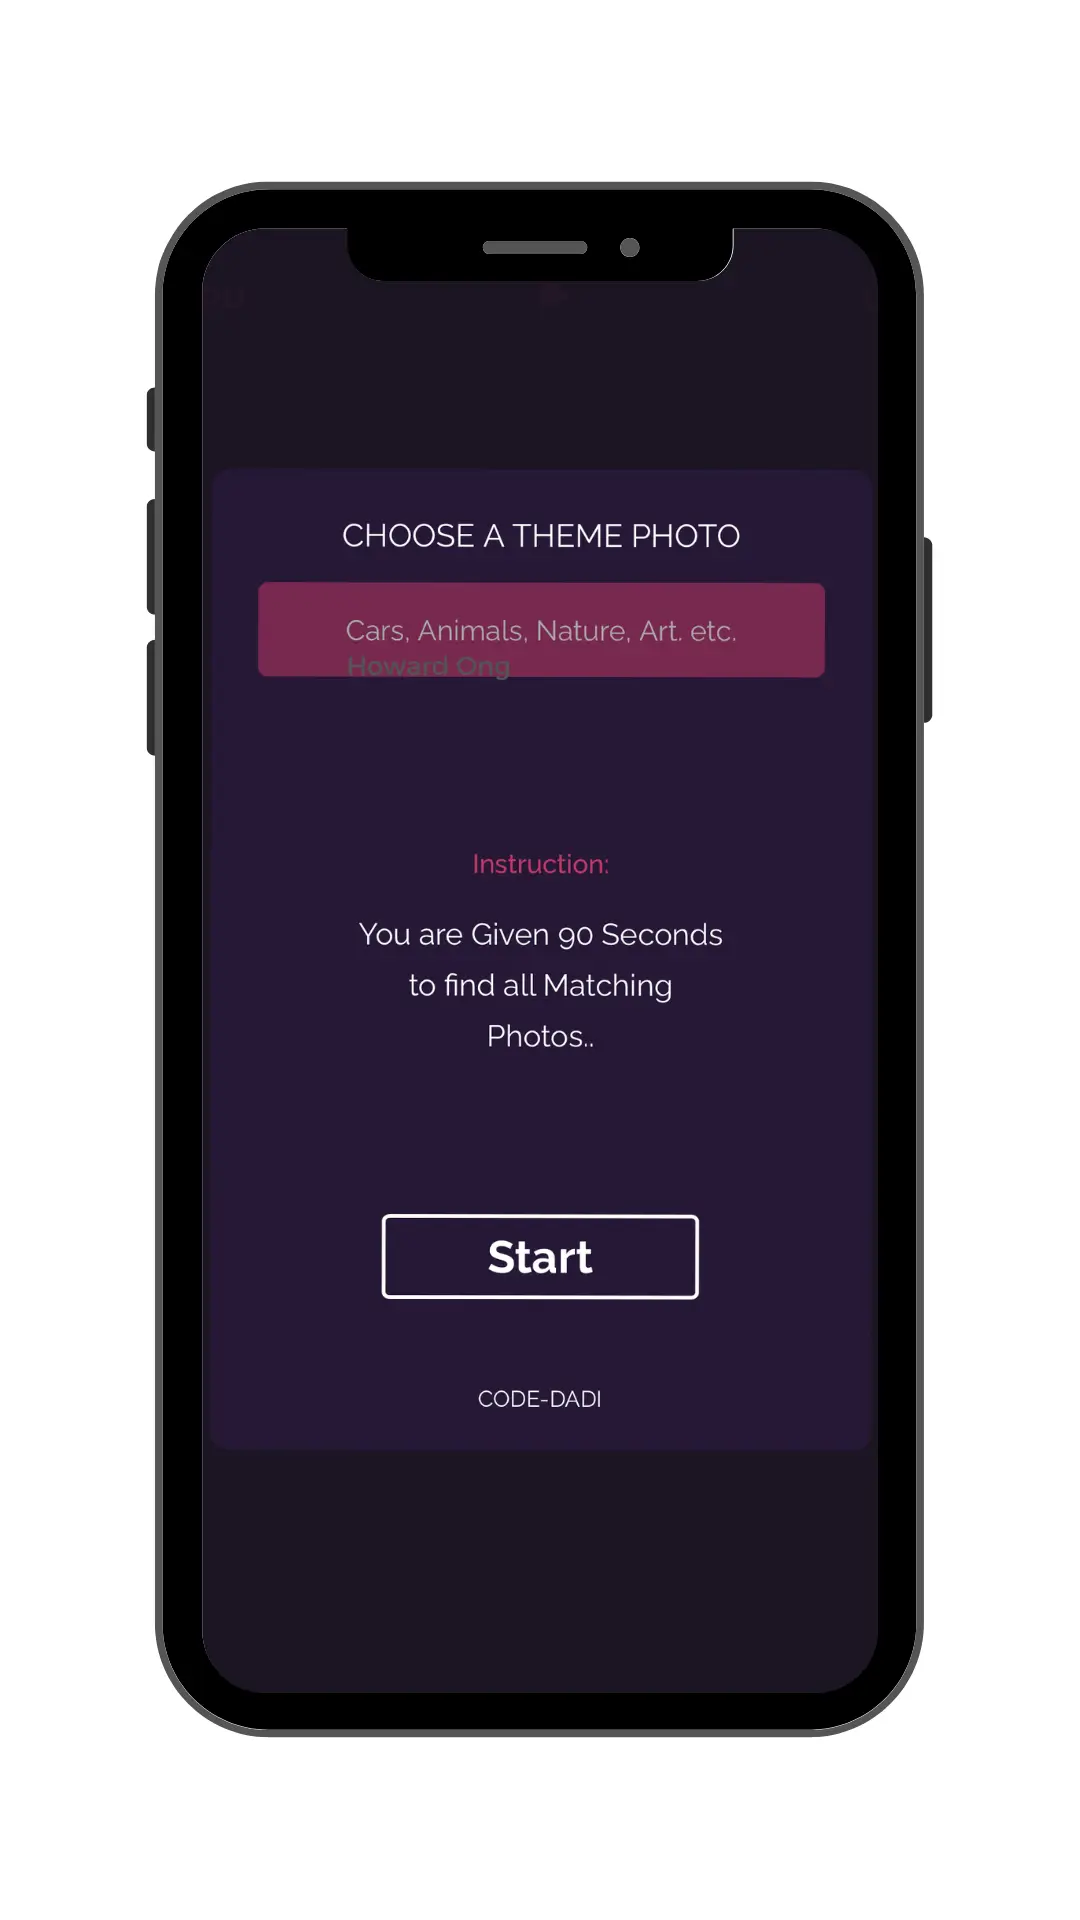 CHOOSE A THEME PHOTO
Cars, Animals, Nature, Art. etc.
Howard Ong
Instruction:
You are Given 90 Seconds
to find all Matching
Photos..
Start
CODE-DADI